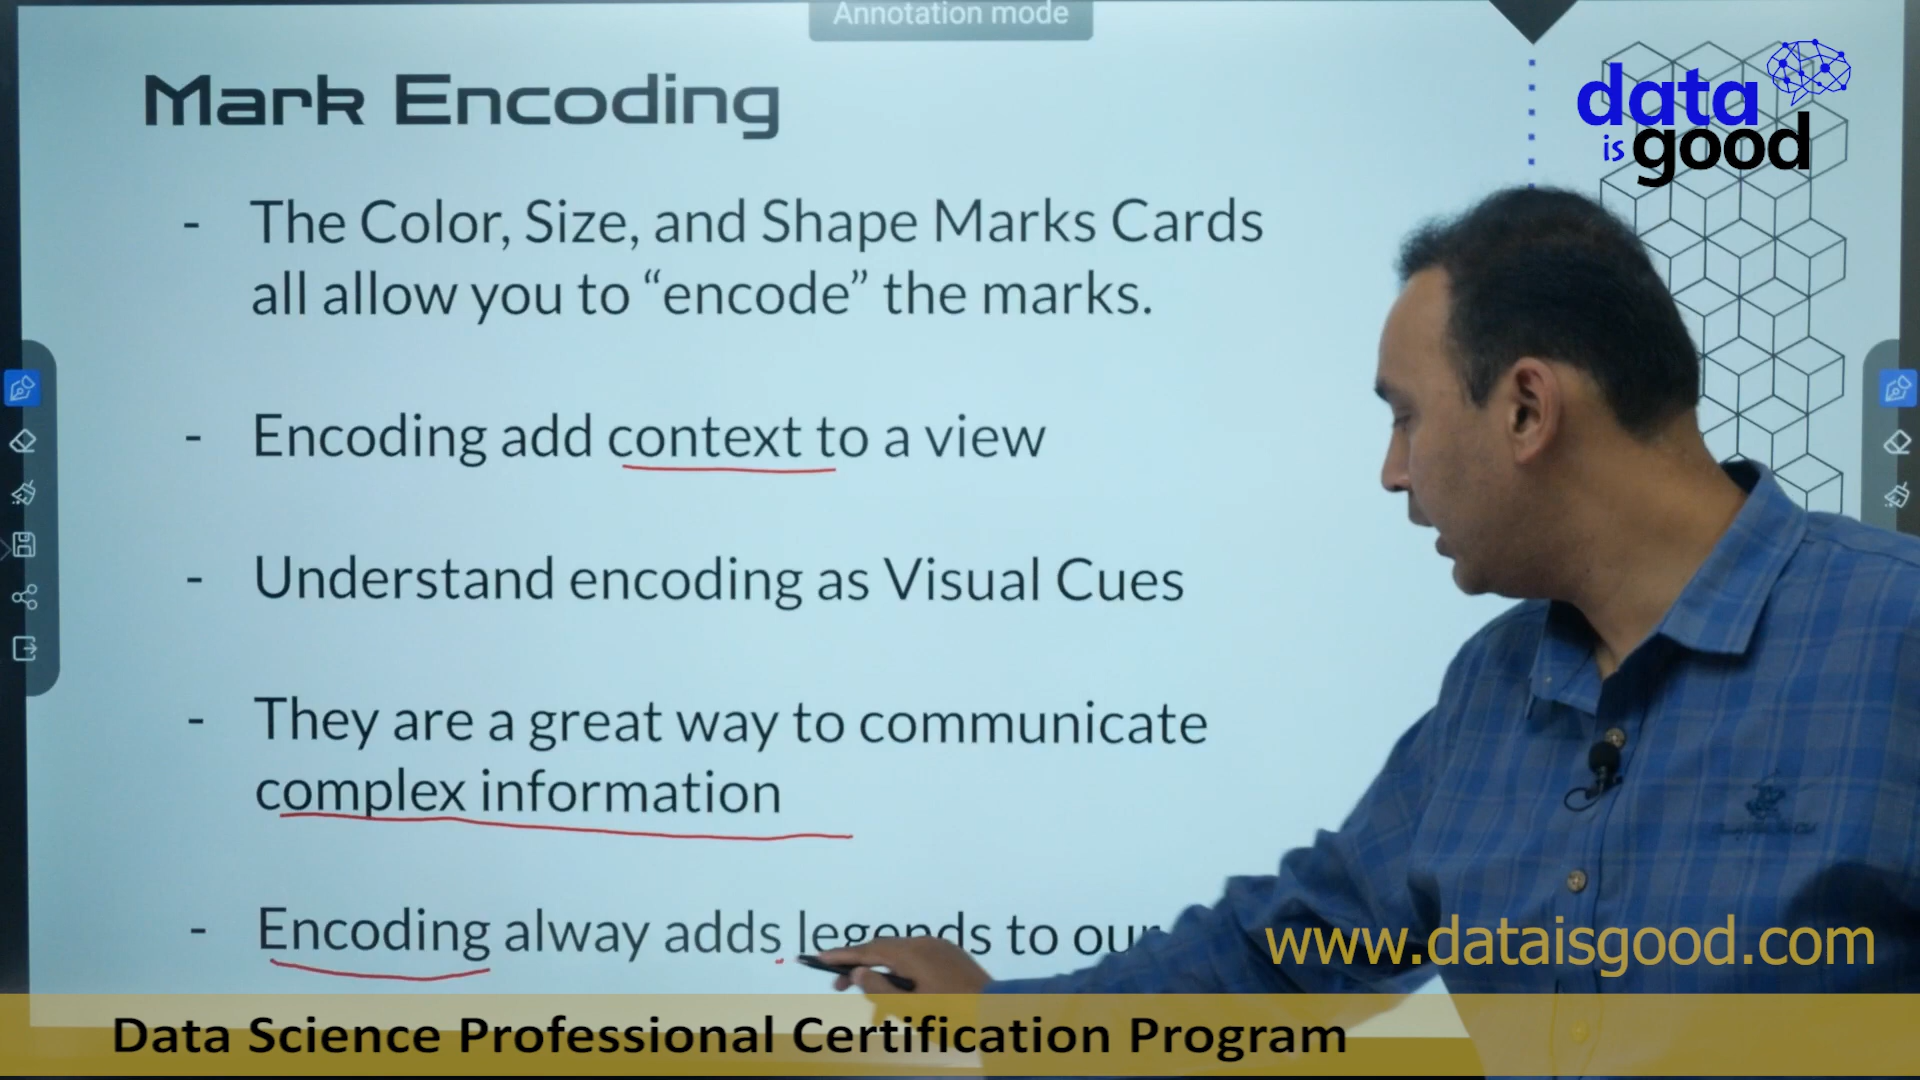 Annotation mode
data
is good
Mark Encoding
- The Color, Size, and Shape Marks Cards
all allow you to “encode” the marks.
- Encoding add context to a view
- Understand encoding as Visual Cues
- They are a great way to communicate
complex information
- Encoding alway adds legends to our
www.dataisgood.com
Data Science Professional Certification Program